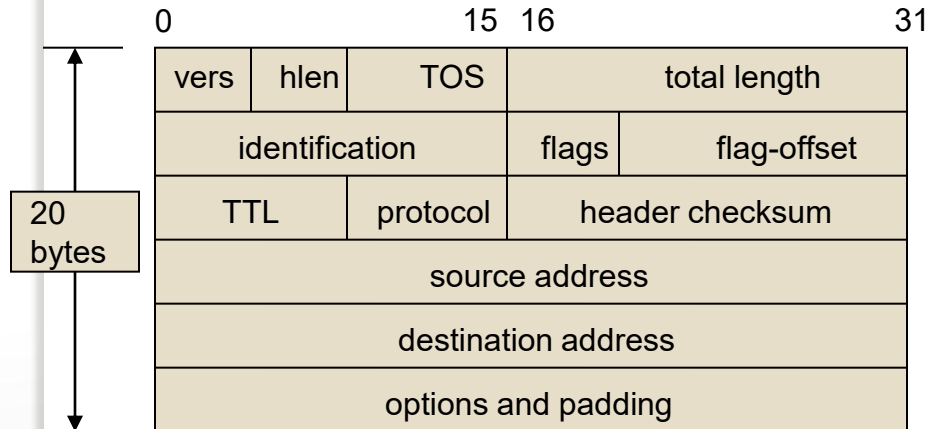 0 15 16 31
vers hlen TOS total length
identification flags flag-offset
TTL protocol header checksum
20
bytes
source address
destination address
options and padding